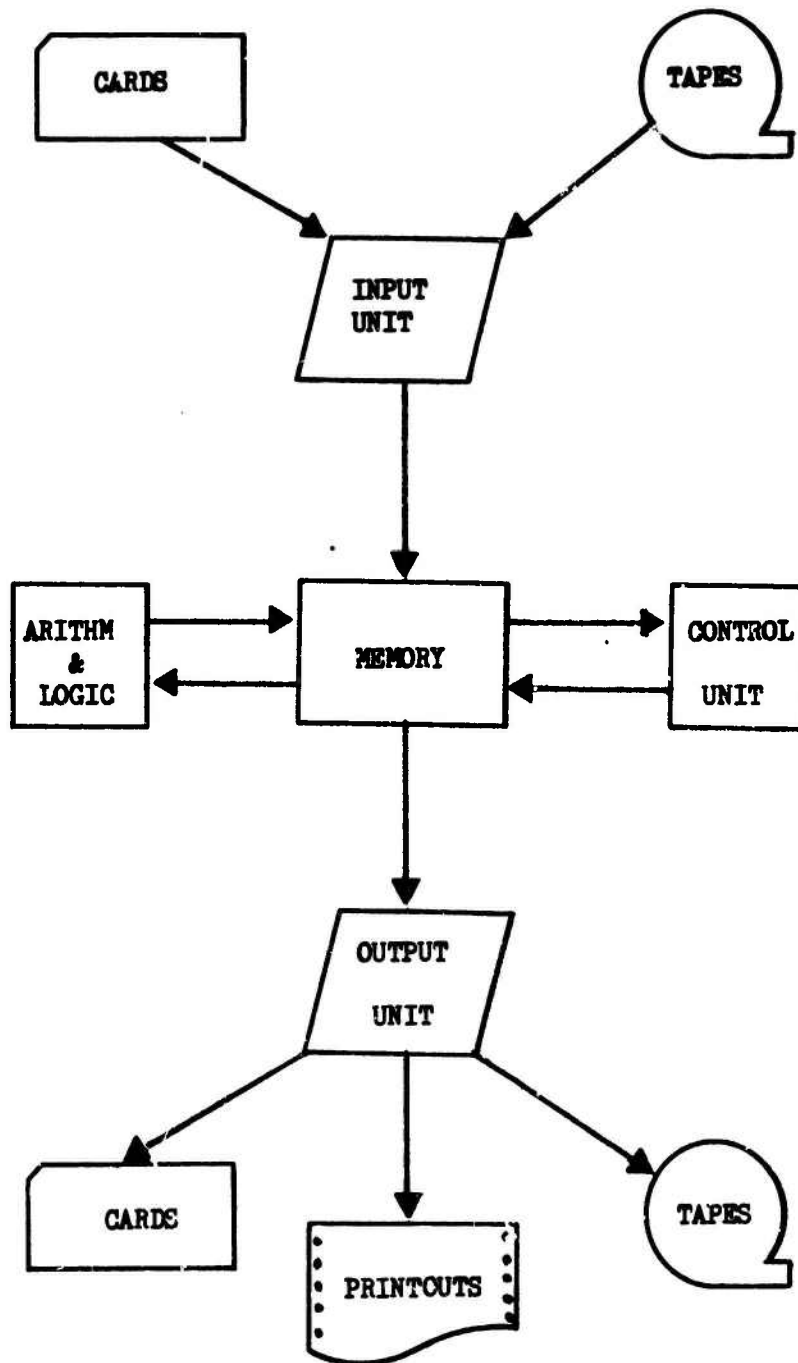 CARDS
TAPES
INPUT
UNIT
ARITHM
&
LOGIC
MEMORY
CONTROL
UNIT
OUTPUT
UNIT
CARDS
PRINTOUTS
TAPES